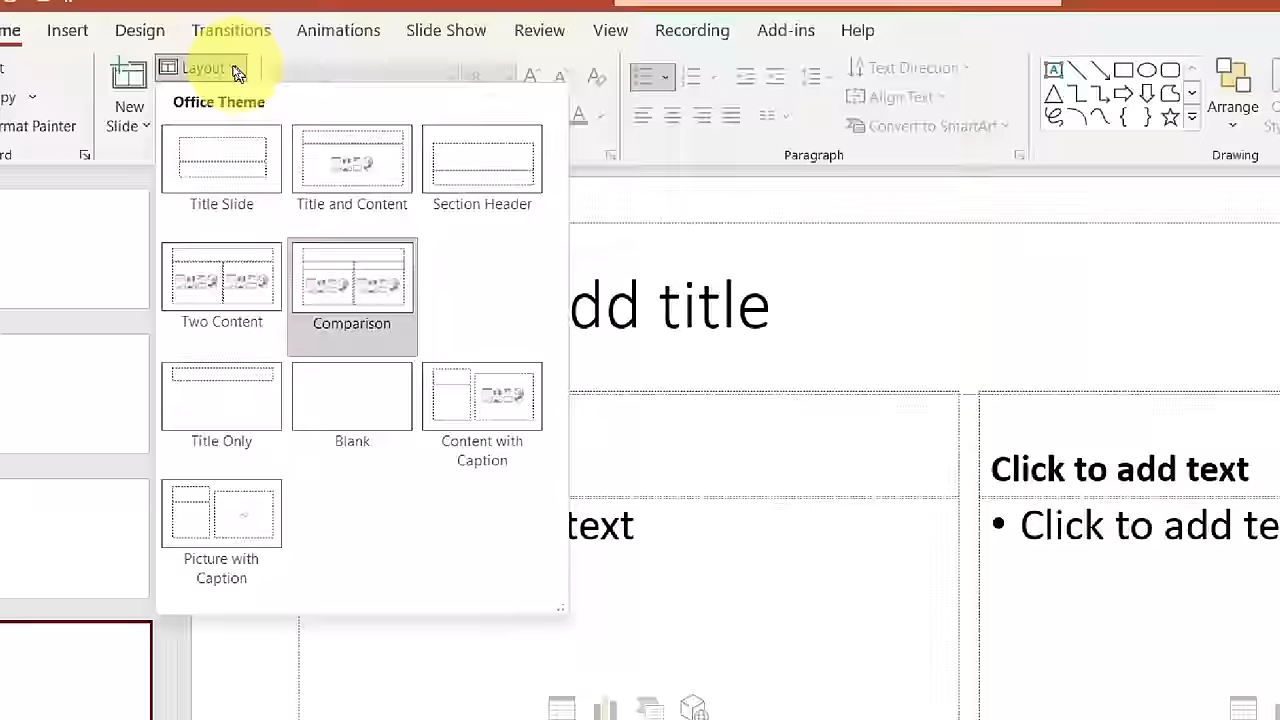 me Insert Design Transitions Animations Slide Show Review View Recording Add-ins Help
Layout
Text Direction
New
Slide
py
Align Text
Arrange
Convert to SmartArt
rmat Painter
rd
Paragraph
Drawing
Office Theme
Title Slide
Title and Content
Section Header
Two Content
Comparison
Title Only
Blank
Content with
Caption
Picture with
Caption
dd title
text
Click to add text
• Click to add te